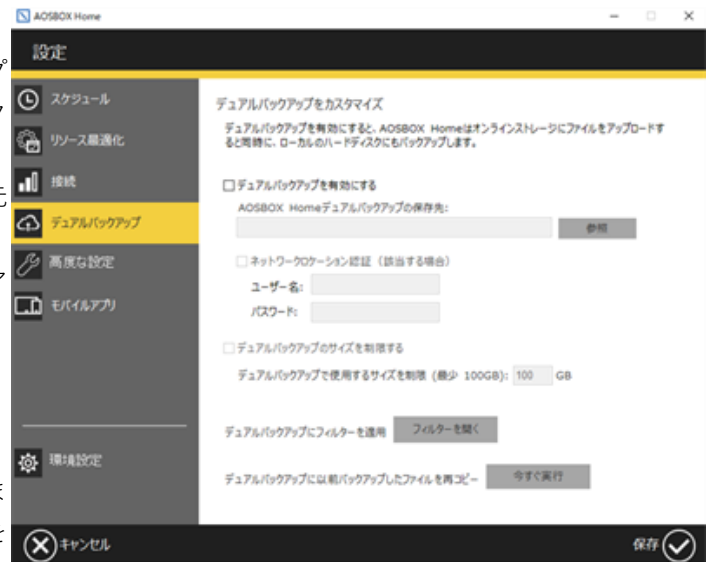 AOSBOX Home
設定
スケジュール
リソース最適化
接続
デュアルバックアップ
高度な設定
モバイルアプリ
環境設定
デュアルバックアップをカスタマイズ
デュアルバックアップを有効にすると、AOSBOX Homeはオンラインストレージにファイルをアップロードす
ると同時に、ローカルのハードディスクにもバックアップします。
デュアルバックアップを有効にする
AOSBOX Homeデュアルバックアップの保存先:
参照
ネットワークロケーション認証 (該当する場合)
ユーザー名:
パスワード:
デュアルバックアップのサイズを制限する
デュアルバックアップで使用するサイズを制限 (最少 100GB): 100 GB
デュアルバックアップにフィルターを適用 フィルターを開く
デュアルバックアップに以前バックアップしたファイルを再コピー 今すぐ実行
キャンセル
保存